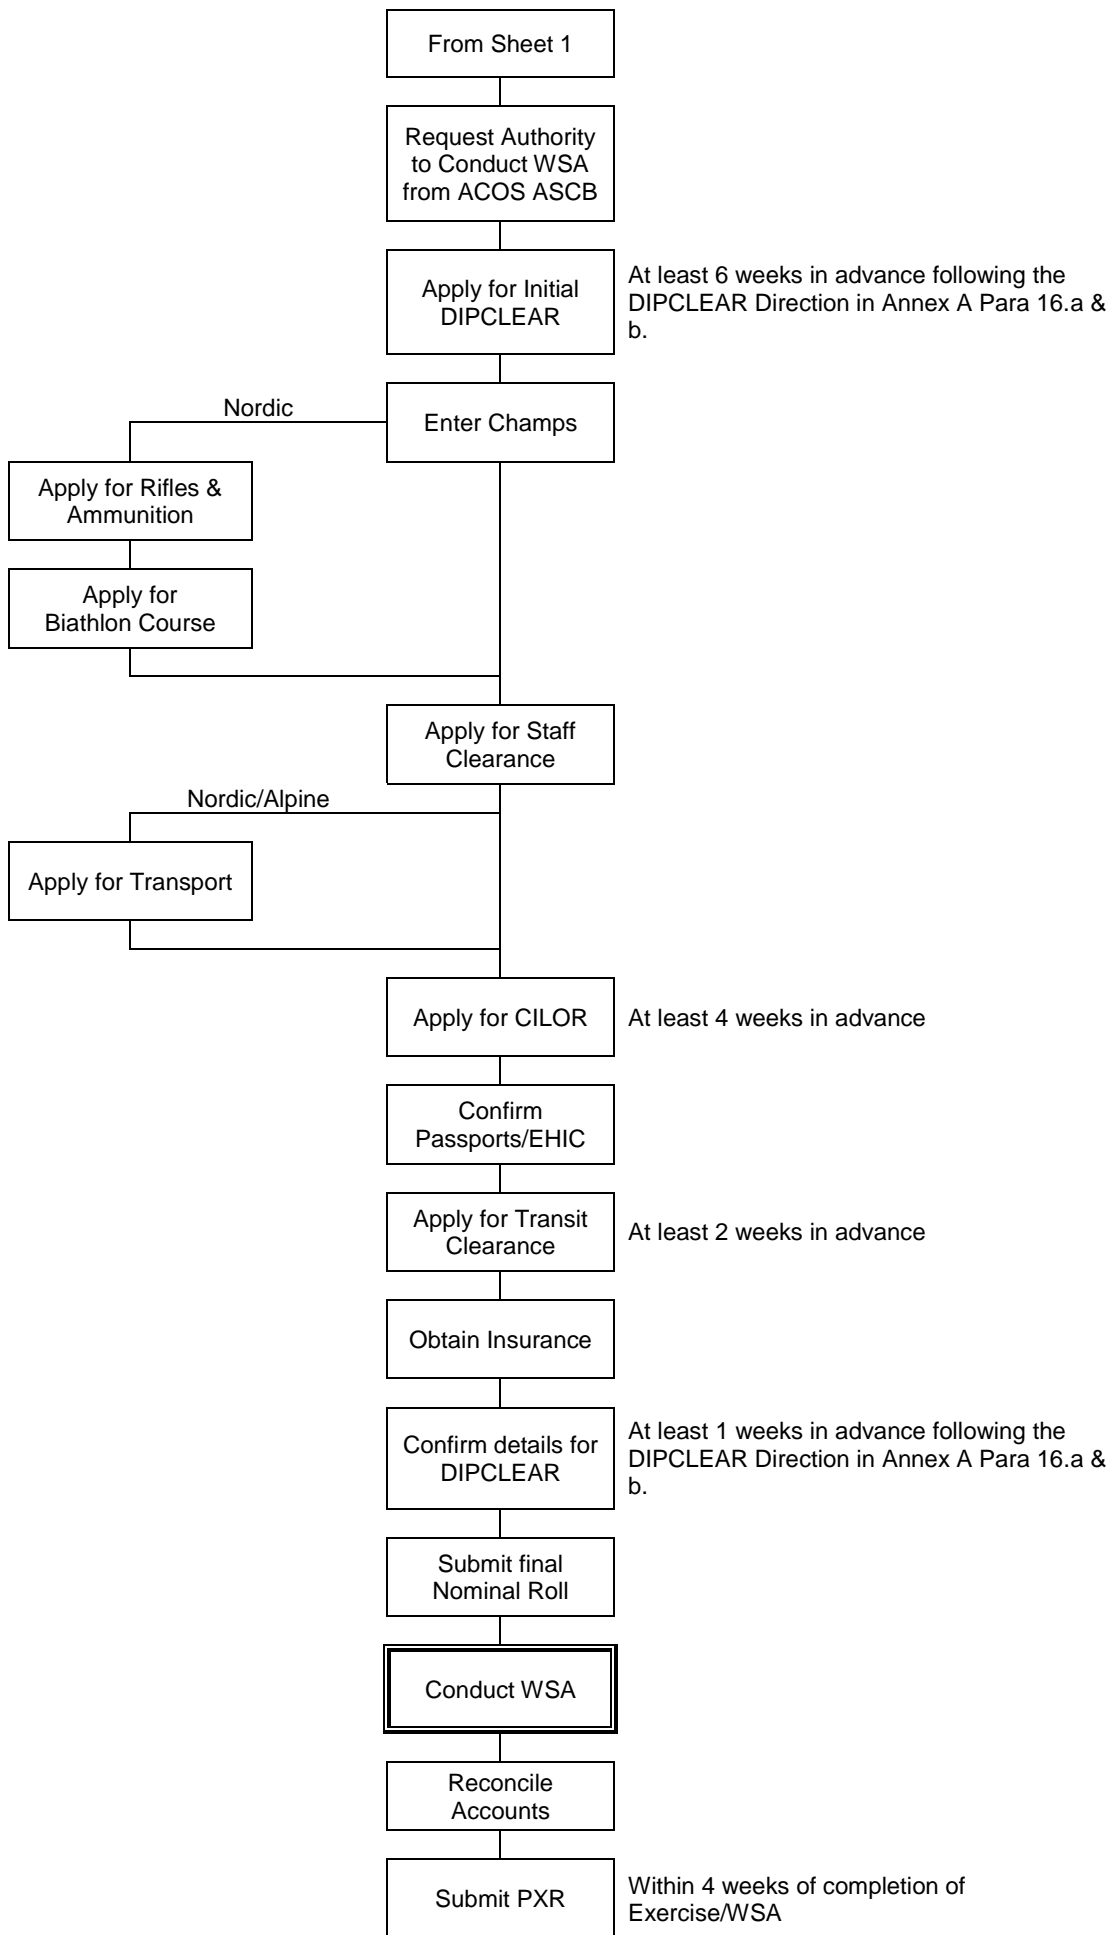 From Sheet 1
Request Authority
to Conduct WSA
from ACOS ASCB
Apply for Initial
DIPCLEAR
At least 6 weeks in advance following the
DIPCLEAR Direction in Annex A Para 16.a &
b.
Nordic
Enter Champs
Apply for Rifles &
Ammunition
Apply for
Biathlon Course
Apply for Staff
Clearance
Nordic/Alpine
Apply for Transport
Apply for CILOR
At least 4 weeks in advance
Confirm
Passports/EHIC
Apply for Transit
Clearance
At least 2 weeks in advance
Obtain Insurance
Confirm details for
DIPCLEAR
At least 1 weeks in advance following the
DIPCLEAR Direction in Annex A Para 16.a &
b.
Submit final
Nominal Roll
Conduct WSA
Reconcile
Accounts
Submit PXR
Within 4 weeks of completion of
Exercise/WSA